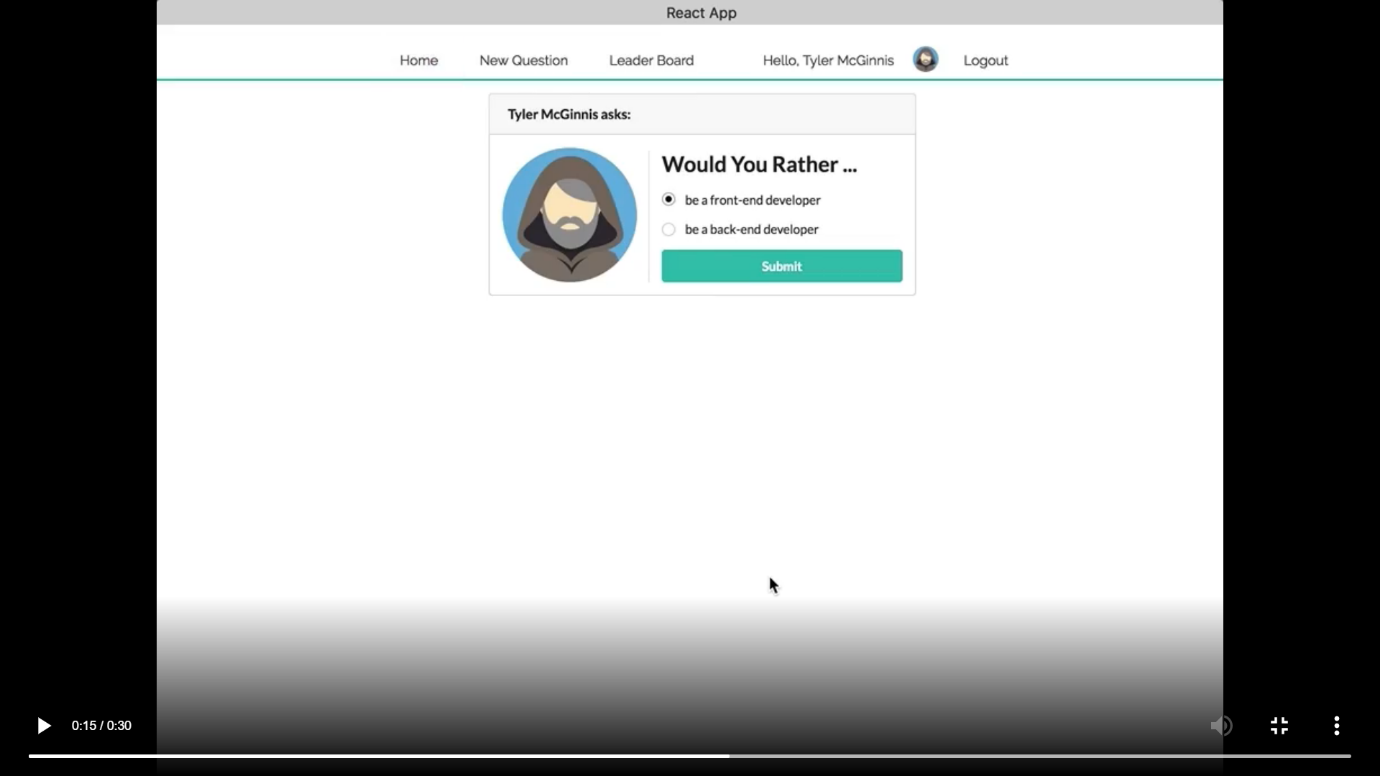 React App
Home New Question Leader Board Hello, Tyler McGinnis Logout
Tyler McGinnis asks:
Would You Rather ...
be a front-end developer
be a back-end developer
Submit
0:15 / 0:30